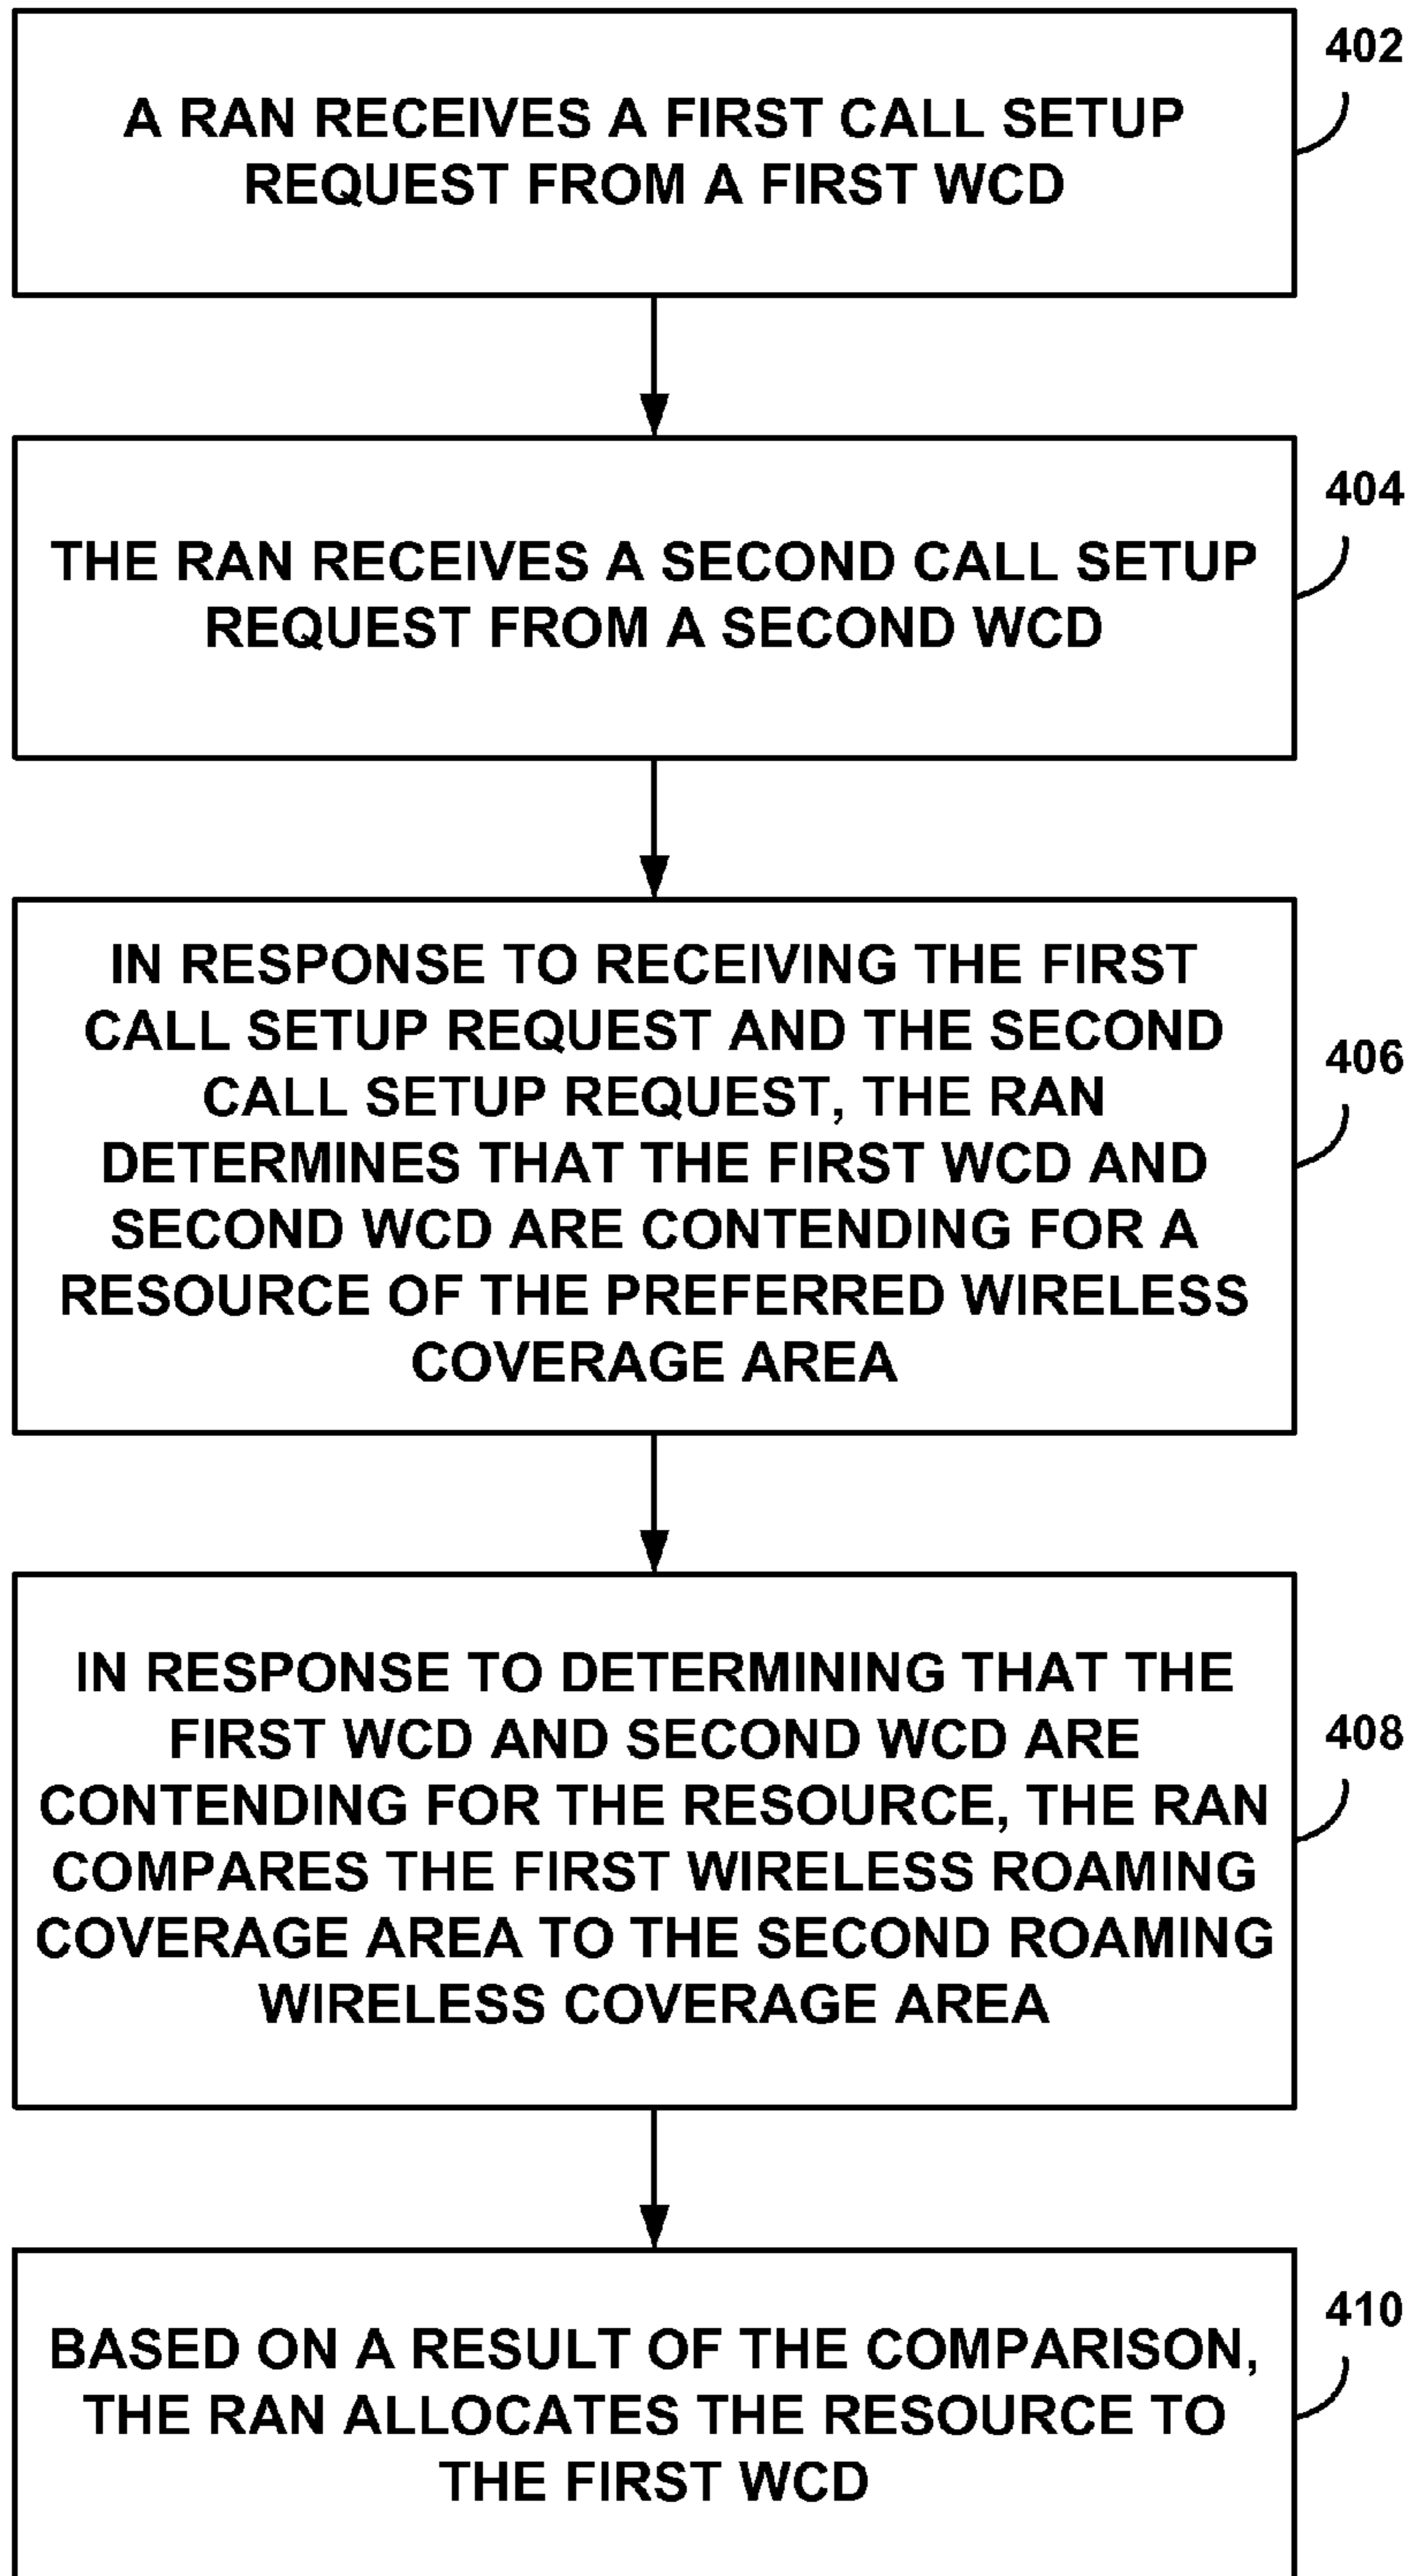 402
A RAN RECEIVES A FIRST CALL SETUP
REQUEST FROM A FIRST WCD
404
THE RAN RECEIVES A SECOND CALL SETUP
REQUEST FROM A SECOND WCD
IN RESPONSE TO RECEIVING THE FIRST
CALL SETUP REQUEST AND THE SECOND
406
CALL SETUP REQUEST, THE RAN
DETERMINES THAT THE FIRST WCD AND
SECOND WCD ARE CONTENDING FOR A
RESOURCE OF THE PREFERRED WIRELESS
COVERAGE AREA
IN RESPONSE TO DETERMINING THAT THE
408
FIRST WCD AND SECOND WCD ARE
CONTENDING FOR THE RESOURCE, THE RAN
COMPARES THE FIRST WIRELESS ROAMING
COVERAGE AREA TO THE SECOND ROAMING
WIRELESS COVERAGE AREA
410
BASED ON A RESULT OF THE COMPARISON,
THE RAN ALLOCATES THE RESOURCE TO
THE FIRST WCD